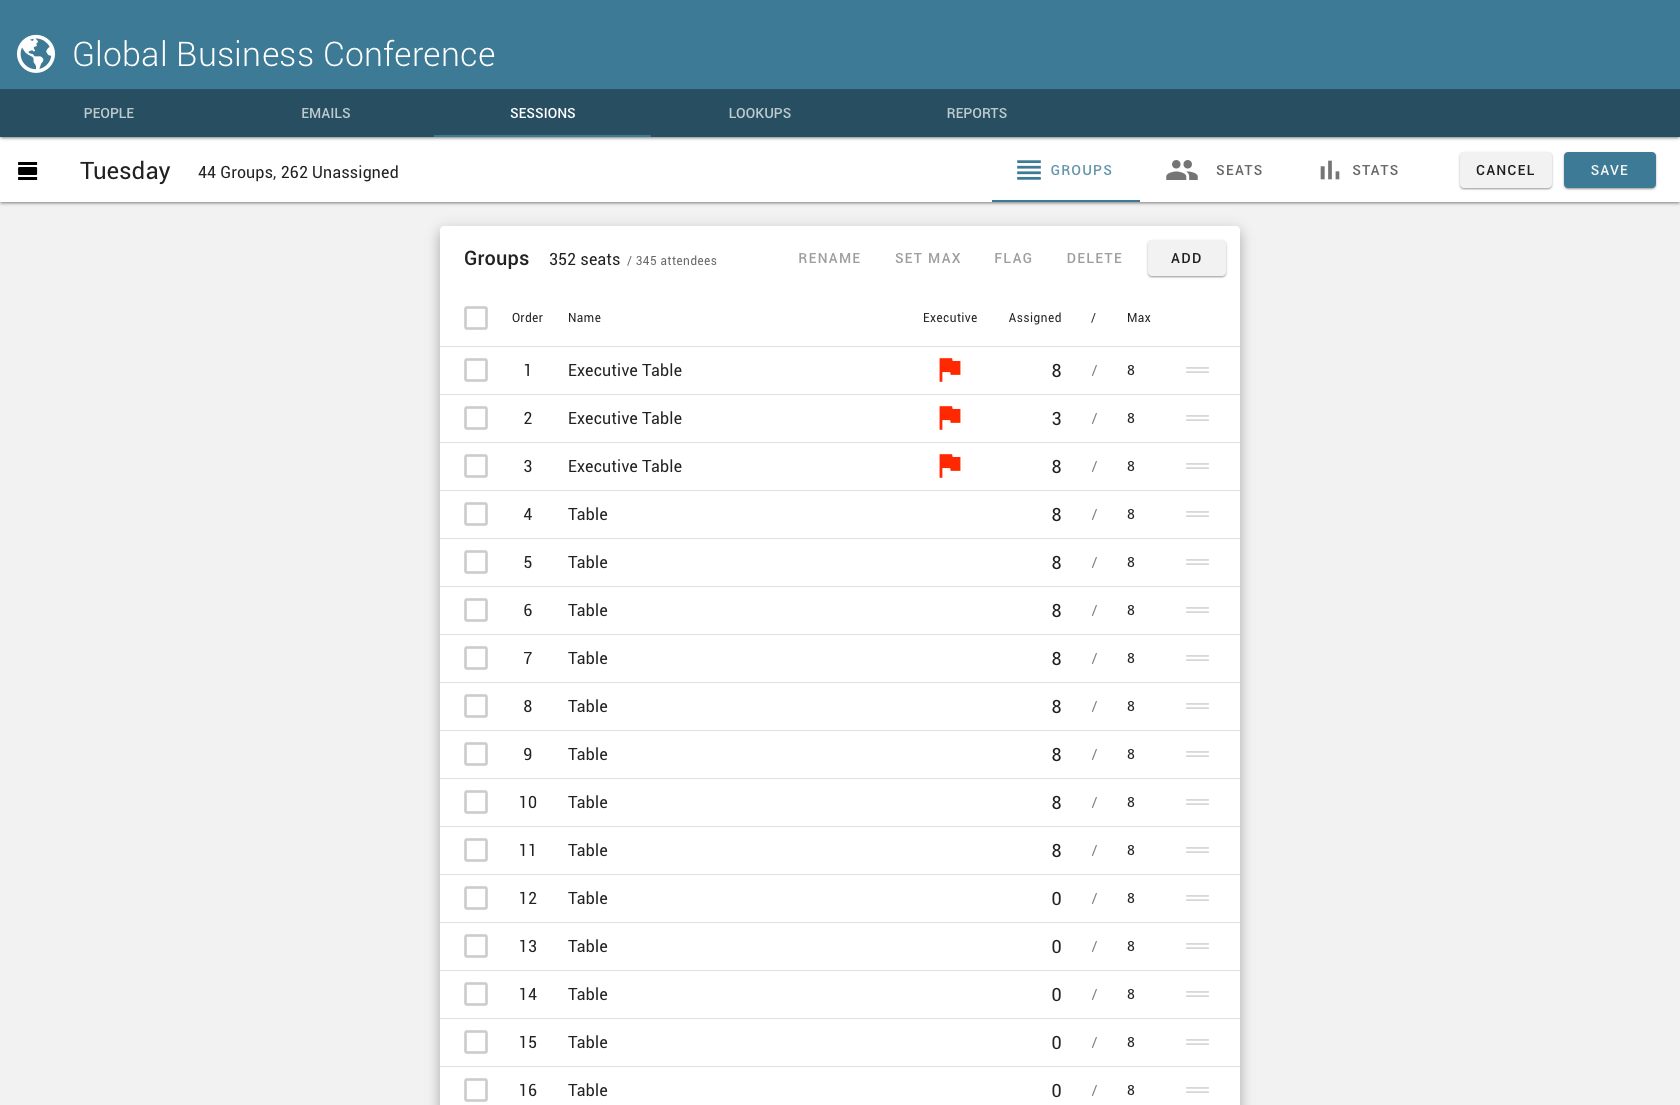 Global Business Conference
PEOPLE EMAILS SESSIONS LOOKUPS REPORTS
Tuesday 44 Groups, 262 Unassigned GROUPS SEATS STATS CANCEL SAVE
Groups 352 seats / 345 attendees RENAME SET MAX FLAG DELETE ADD
Order Name Executive Assigned / Max
1 Executive Table 8 / 8
2 Executive Table 3 / 8
3 Executive Table 8 / 8
4 Table 8 / 8
5 Table 8 / 8
6 Table 8 / 8
7 Table 8 / 8
8 Table 8 / 8
9 Table 8 / 8
10 Table 8 / 8
11 Table 8 / 8
12 Table 0 / 8
13 Table 0 / 8
14 Table 0 / 8
15 Table 0 / 8
16 Table 0 / 8